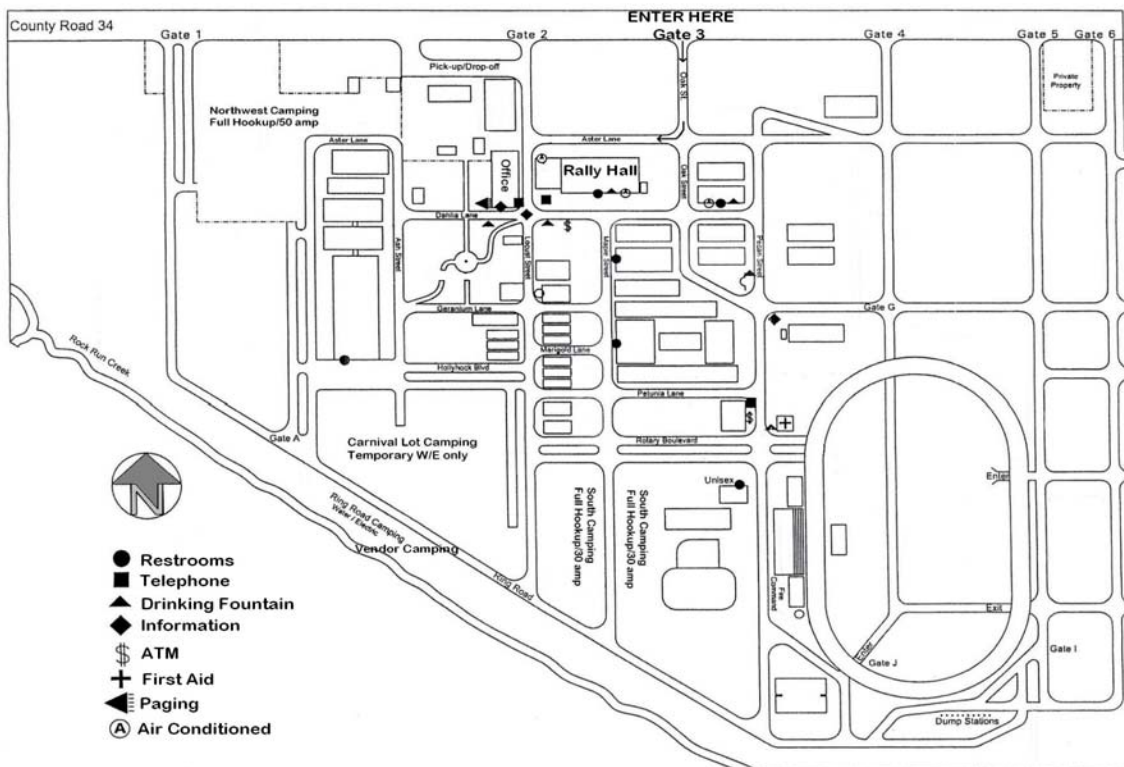 County Road 34
ENTER HERE
Gate 1
Gate 2
Gate 3
Gate 4
Gate 5
Gate 6
Pick-up/Drop-off
Oak St.
Private
Property
Northwest Camping
Full Hookup/50 amp
Aster Lane
Aster Lane
Office
Rally Hall
A
A
A
Oak Street
Dahlia Lane
$
Ash Street
Locust Street
Maple Street
Pecan Street
Geranium Lane
Gate G
Rock Run Creek
Marigold Lane
Hollyhock Blvd
Petunia Lane
$
Gate A
Carnival Lot Camping
Temporary W/E only
Rotary Boulevard
Enter
Unisex
South Camping
Full Hookup/30 amp
South Camping
Full Hookup/30 amp
N
Ring Road Camping
Water / Electric
Vendor Camping
Ring Road
Fire
Command
Exit
Enter
Gate J
Gate I
Dump Stations
Restrooms
Telephone
Drinking Fountain
Information
$ ATM
First Aid
Paging
A Air Conditioned